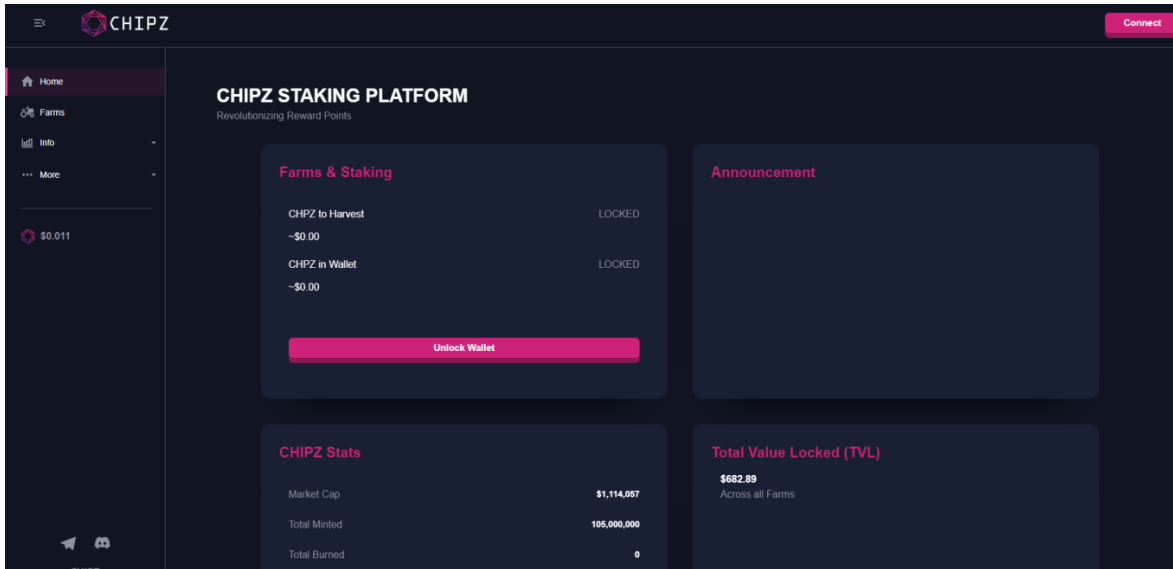 CHIPZ
Connect
Home
Farms
Info
More
$0.011
CHIPZ STAKING PLATFORM
Revolutionizing Reward Points
Farms & Staking
CHPZ to Harvest LOCKED
~$0.00
CHPZ in Wallet LOCKED
~$0.00
Unlock Wallet
Announcement
CHIPZ Stats
Market Cap $1,114,057
Total Minted 105,000,000
Total Burned 0
Total Value Locked (TVL)
$682.89
Across all Farms